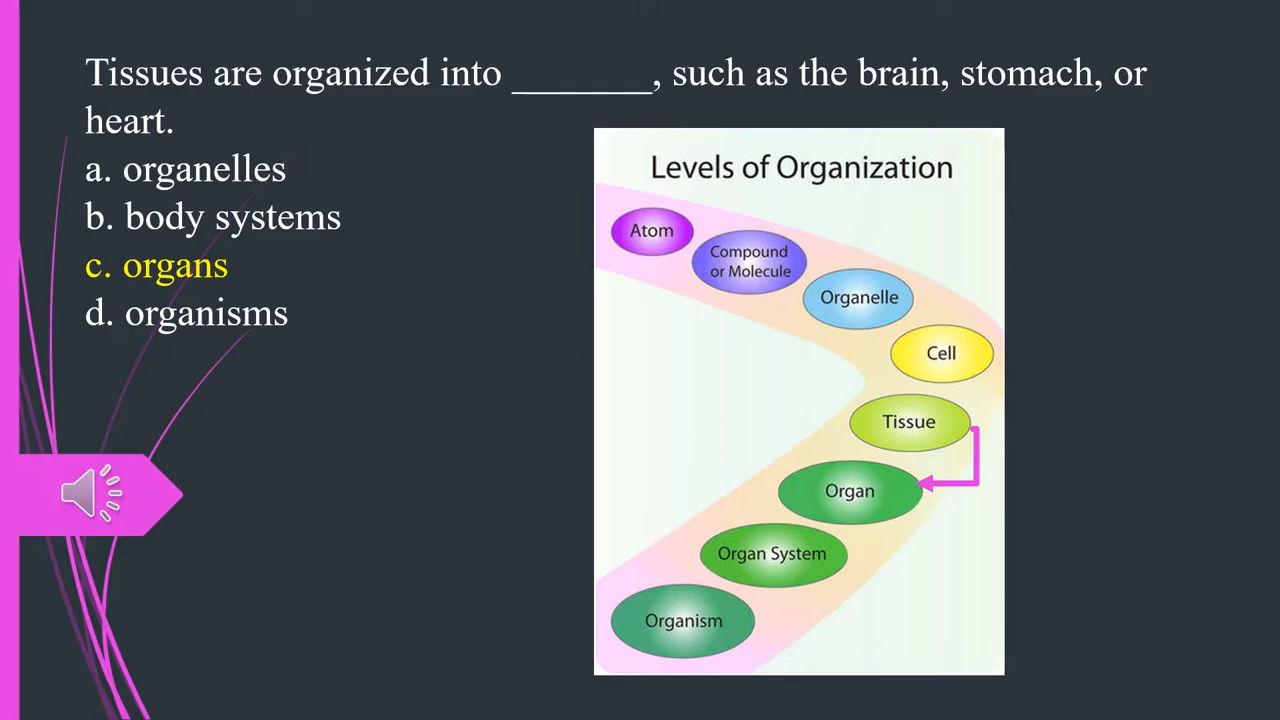 Tissues are organized into _______, such as the brain, stomach, or
heart.
a. organelles
b. body systems
c. organs
d. organisms
Levels of Organization
Atom
Compound
or Molecule
Organelle
Cell
Tissue
Organ
Organ System
Organism